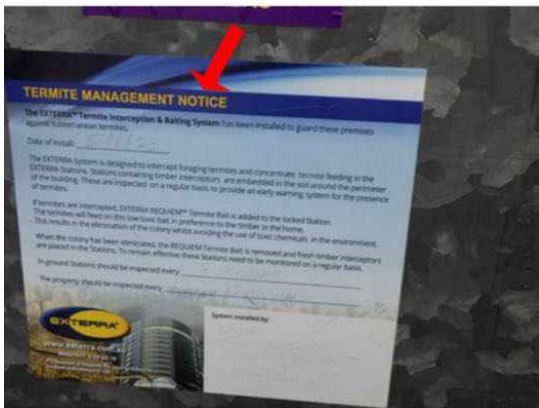 TERMITE MANAGEMENT NOTICE
The EXTERRA™ Termite Interception & Baiting System has been installed to guard these premises
against subterranean termites.
Date of Install:
The EXTERRA System is designed to intercept foraging termites and concentrate termite feeding in the
EXTERRA Stations. Stations containing timber interceptors are embedded in the soil around the perimeter
of the building. These are inspected on a regular basis to provide an early warning system for the presence
of termites.
If termites are intercepted, EXTERRA REQUIEM™ Termite Bait is added to the locked Station.
The termites will feed on this low toxic bait in preference to the timber in the home.
This results in the elimination of the colony whilst avoiding the use of toxic chemicals in the environment.
When the colony has been eliminated, the REQUIEM Termite Bait is removed and fresh timber interceptors
are placed in the Stations. To remain effective these Stations need to be monitored on a regular basis.
In-ground Stations should be inspected every
The property should be inspected every
System installed by:
EXTERRA